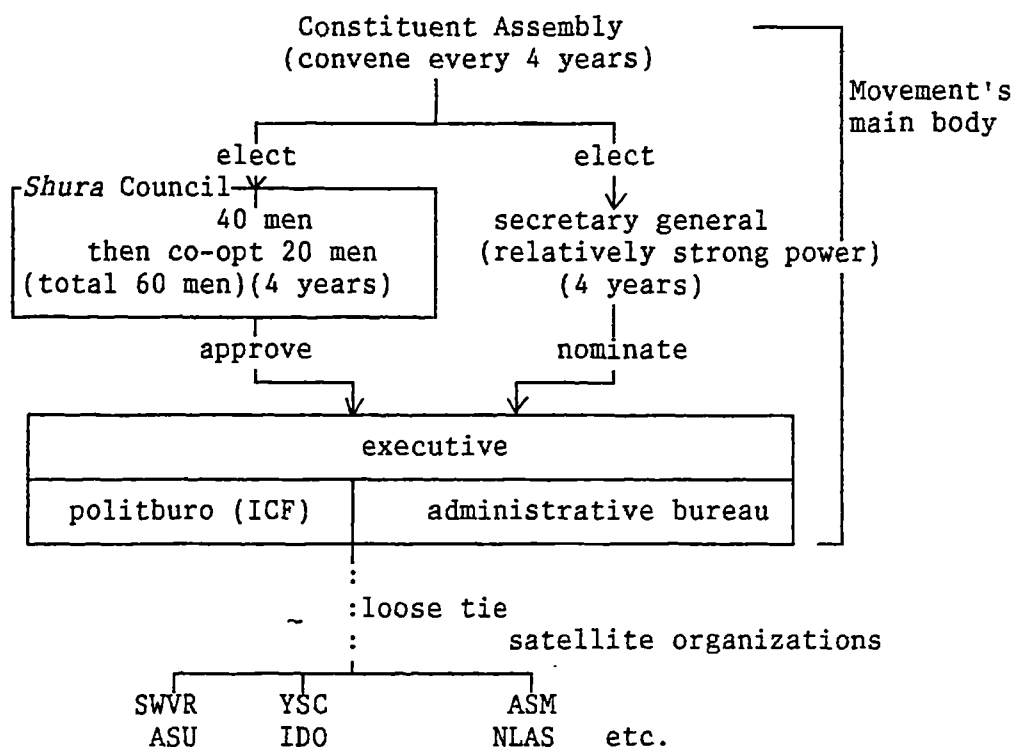 Constituent Assembly
(convene every 4 years)
Movement's
main body
elect
elect
Shura Council
40 men
then co-opt 20 men
(total 60 men)(4 years)
secretary general
(relatively strong power)
(4 years)
approve
nominate
executive
politburo (ICF)
administrative bureau
loose tie
satellite organizations
SWVR YSC ASM
ASU IDO NLAS etc.